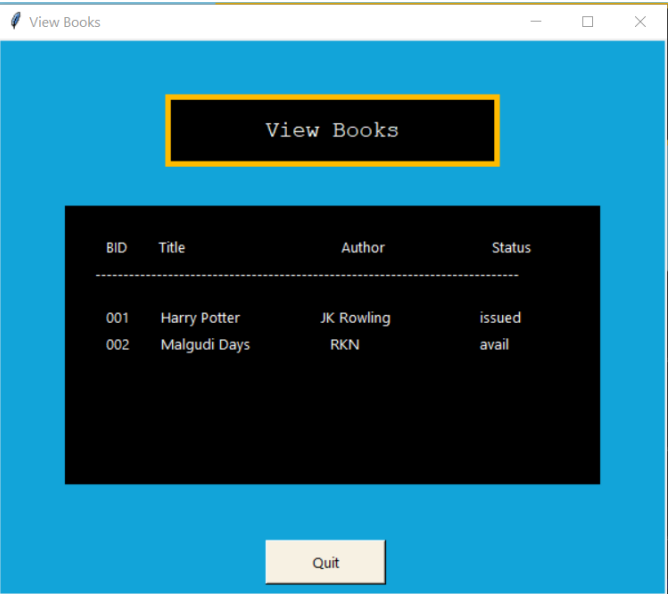 View Books
View Books
BID Title Author Status
--------------------------------------------------------------------------------
001 Harry Potter JK Rowling issued
002 Malgudi Days RKN avail
Quit